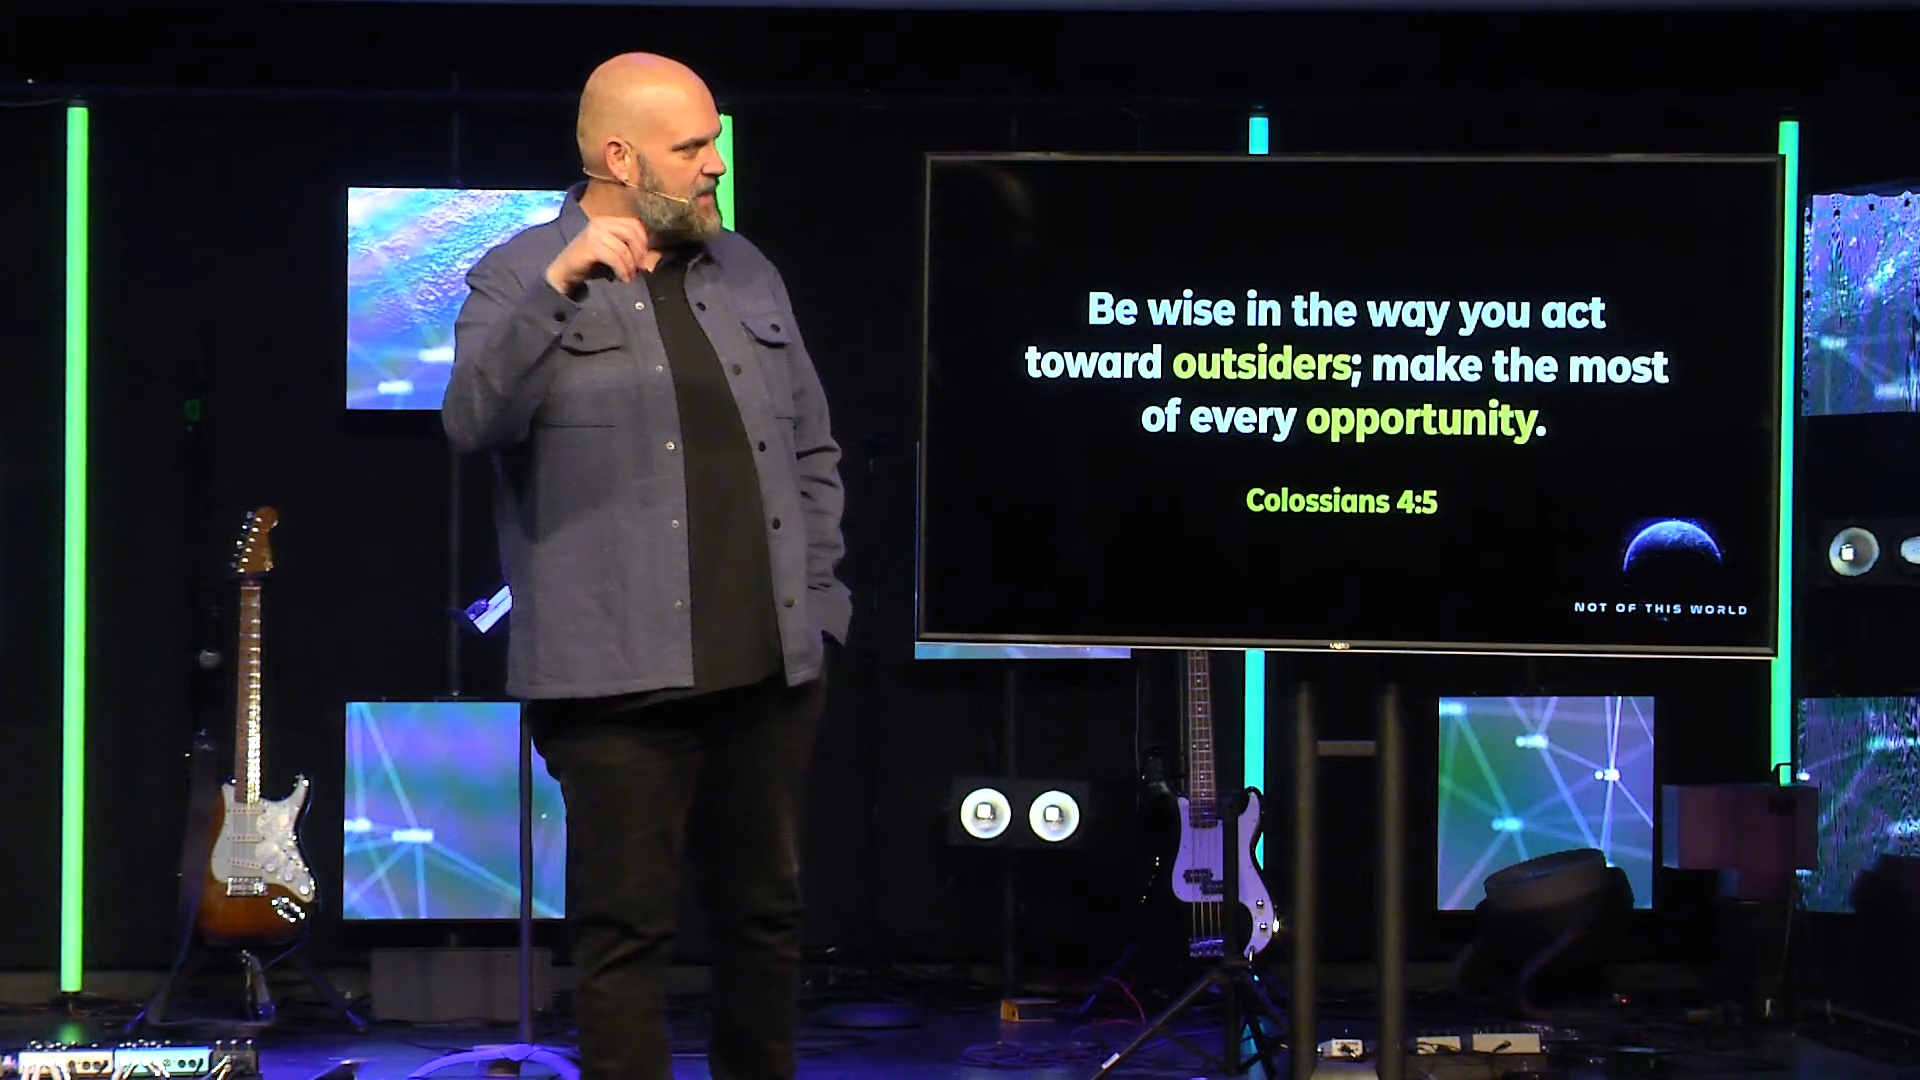 Be wise in the way you act
toward outsiders; make the most
of every opportunity.
Colossians 4:5
NOT OF THIS WORLD
VIZIO